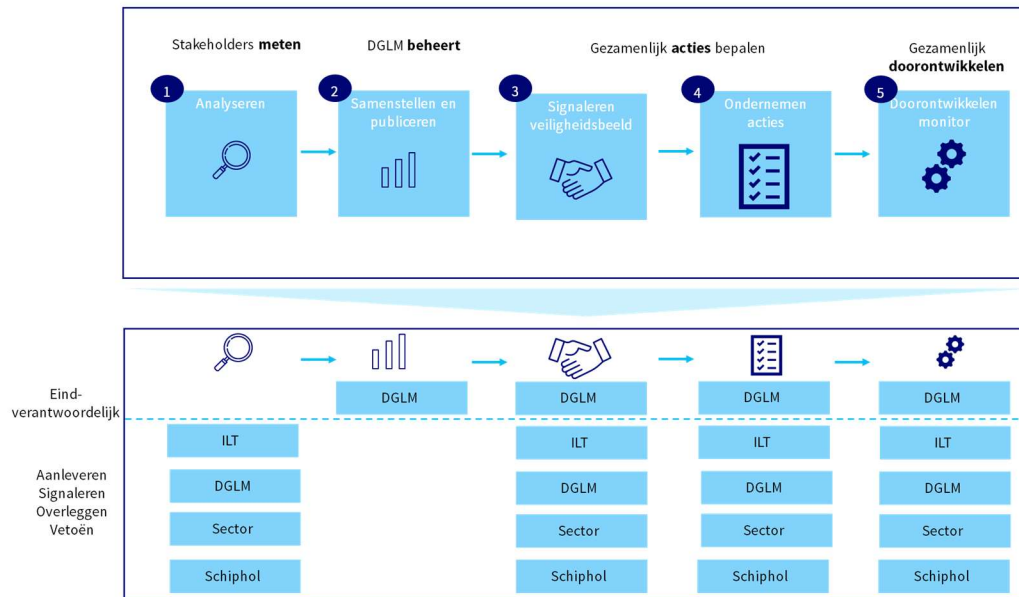 Stakeholders meten
DGLM beheert
Gezamenlijk acties bepalen
Gezamenlijk
doorontwikkelen
1
Analyseren
2
Samenstellen en
publiceren
3
Signaleren
veiligheidsbeeld
4
Ondernemen
acties
5
Doorontwikkelen
monitor
Eind-
verantwoordelijk
DGLM
DGLM
DGLM
DGLM
Aanleveren
Signaleren
Overleggen
Vetoën
ILT
ILT
ILT
ILT
DGLM
DGLM
DGLM
DGLM
Sector
Sector
Sector
Sector
Schiphol
Schiphol
Schiphol
Schiphol